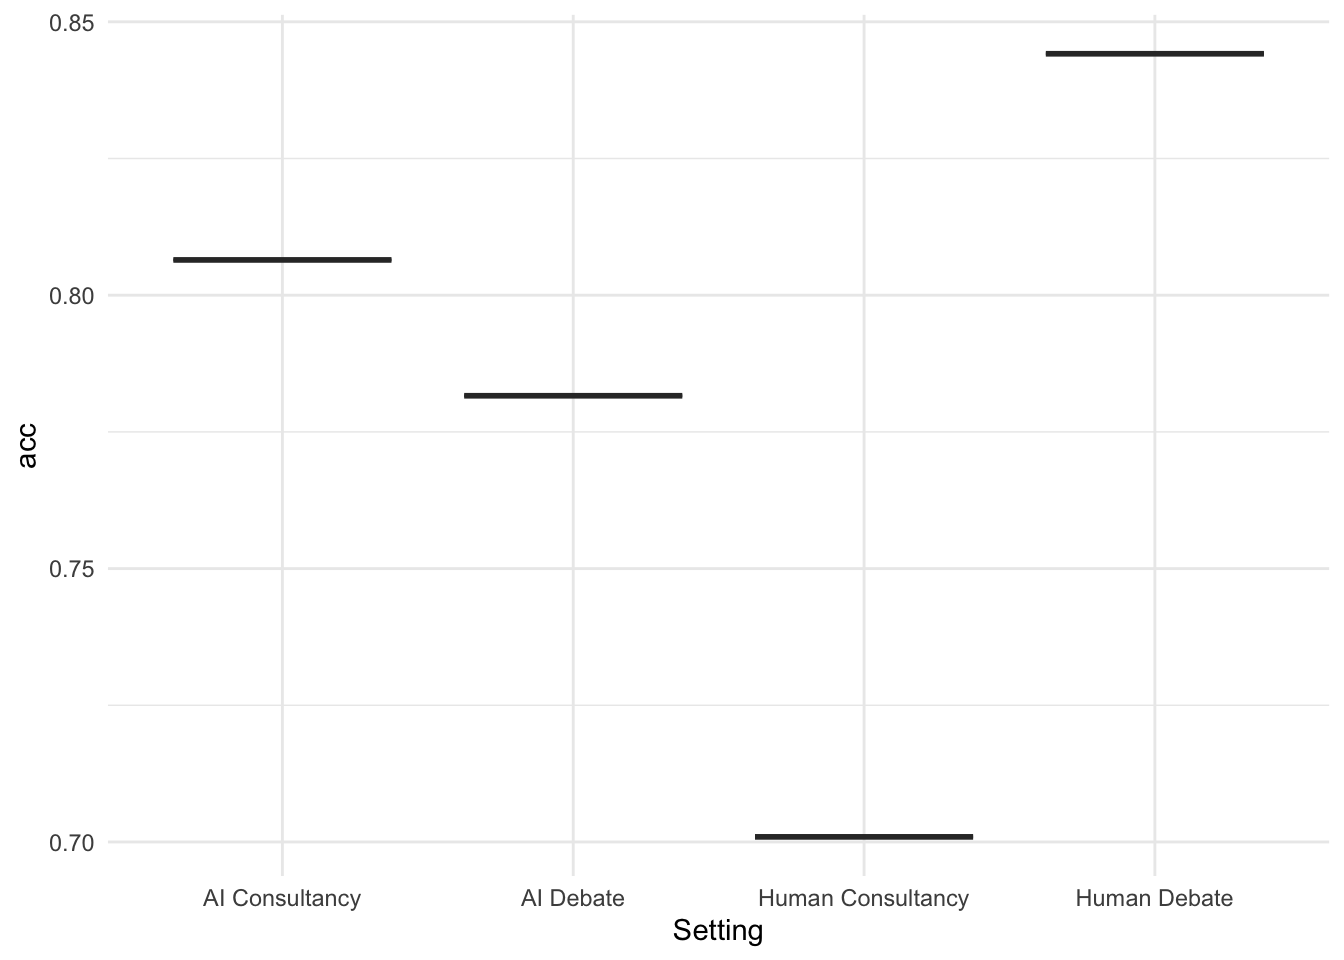 0.85
0.80
0.75
0.70
acc
AI Consultancy
AI Debate
Human Consultancy
Human Debate
Setting